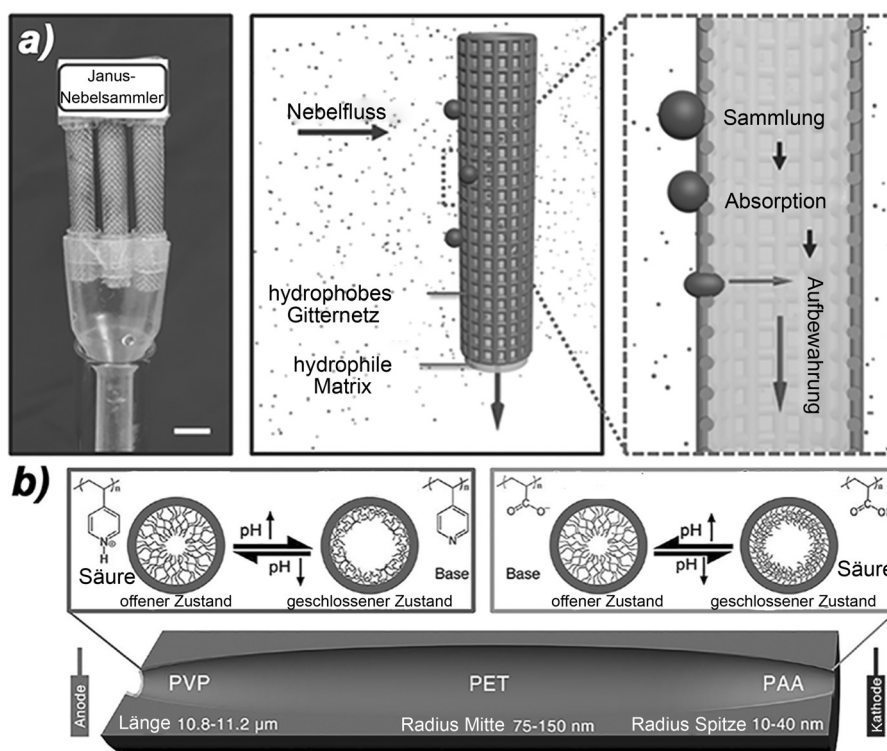 a)
Janus-
Nebelsammler
Nebelfluss
hydrophobes
Gitternetz
hydrophile
Matrix
Sammlung
Absorption
Aufbewahrung
b)
n
N
⊕
H
Säure
pH
pH
offener Zustand
geschlossener Zustand
n
N
Base
n
O
O⁻
Base
pH
pH
offener Zustand
geschlossener Zustand
n
O
Säure
Anode
PVP
PET
PAA
Kathode
Länge 10.8-11.2 µm
Radius Mitte 75-150 nm
Radius Spitze 10-40 nm